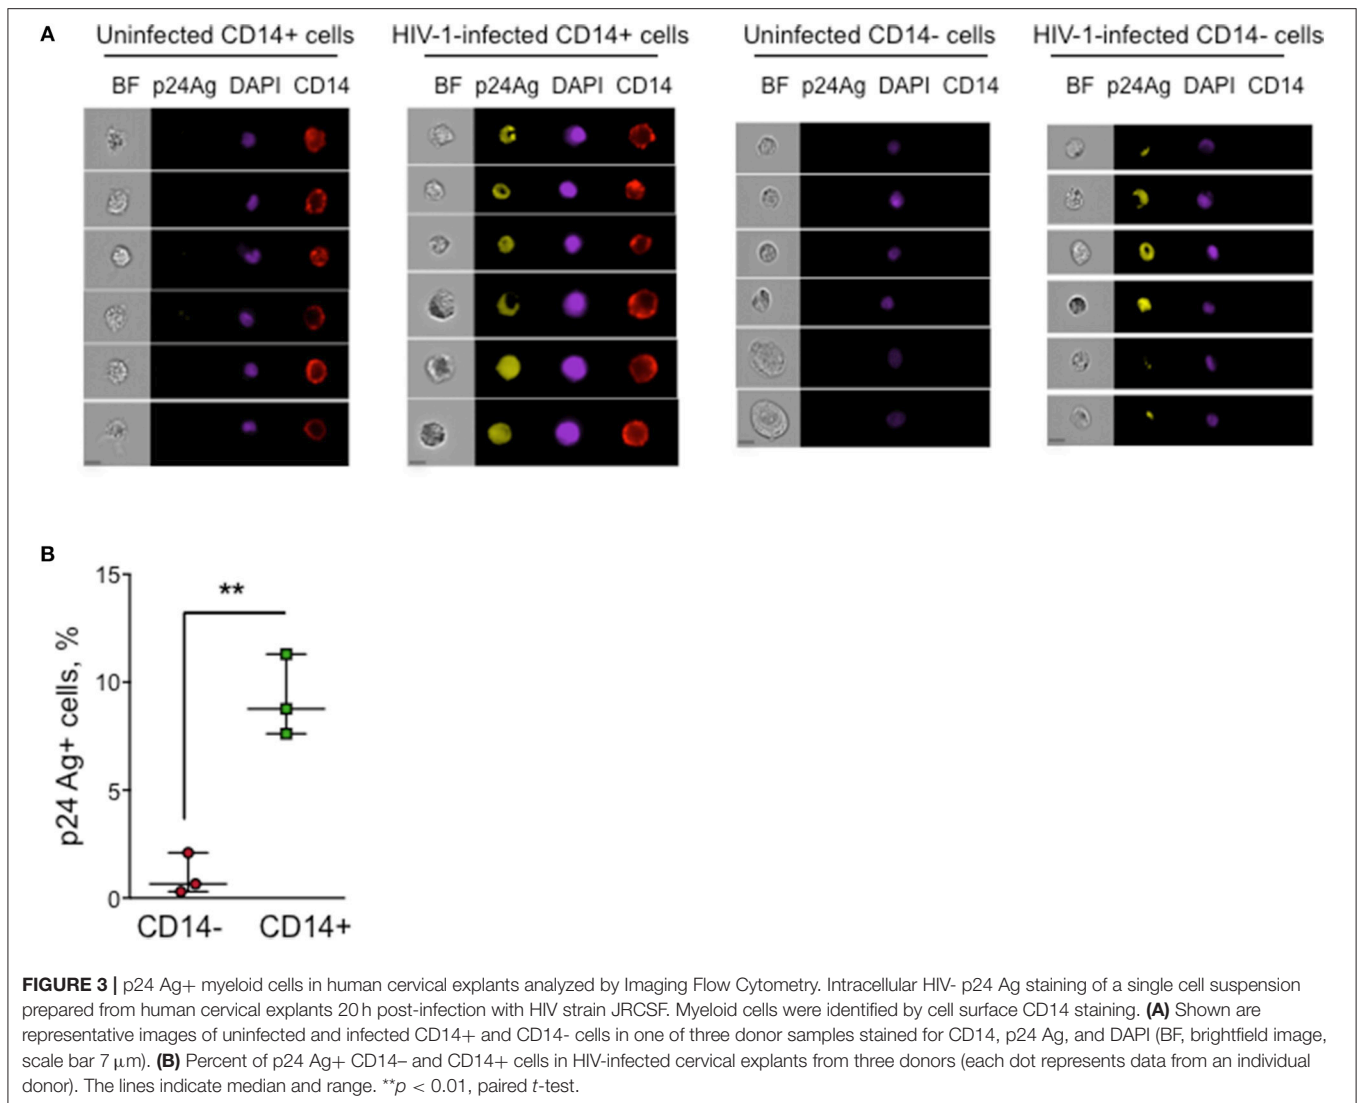 A
Uninfected CD14+ cells HIV-1-infected CD14+ cells Uninfected CD14- cells HIV-1-infected CD14- cells
BF p24Ag DAPI CD14 BF p24Ag DAPI CD14 BF p24Ag DAPI CD14 BF p24Ag DAPI CD14
B
**
15
10
5
0
p24 Ag+ cells, %
CD14- CD14+
FIGURE 3 | p24 Ag+ myeloid cells in human cervical explants analyzed by Imaging Flow Cytometry. Intracellular HIV- p24 Ag staining of a single cell suspension
prepared from human cervical explants 20 h post-infection with HIV strain JRCSF. Myeloid cells were identified by cell surface CD14 staining. (A) Shown are
representative images of uninfected and infected CD14+ and CD14- cells in one of three donor samples stained for CD14, p24 Ag, and DAPI (BF, brightfield image,
scale bar 7 μm). (B) Percent of p24 Ag+ CD14– and CD14+ cells in HIV-infected cervical explants from three donors (each dot represents data from an individual
donor). The lines indicate median and range. **p < 0.01, paired t-test.